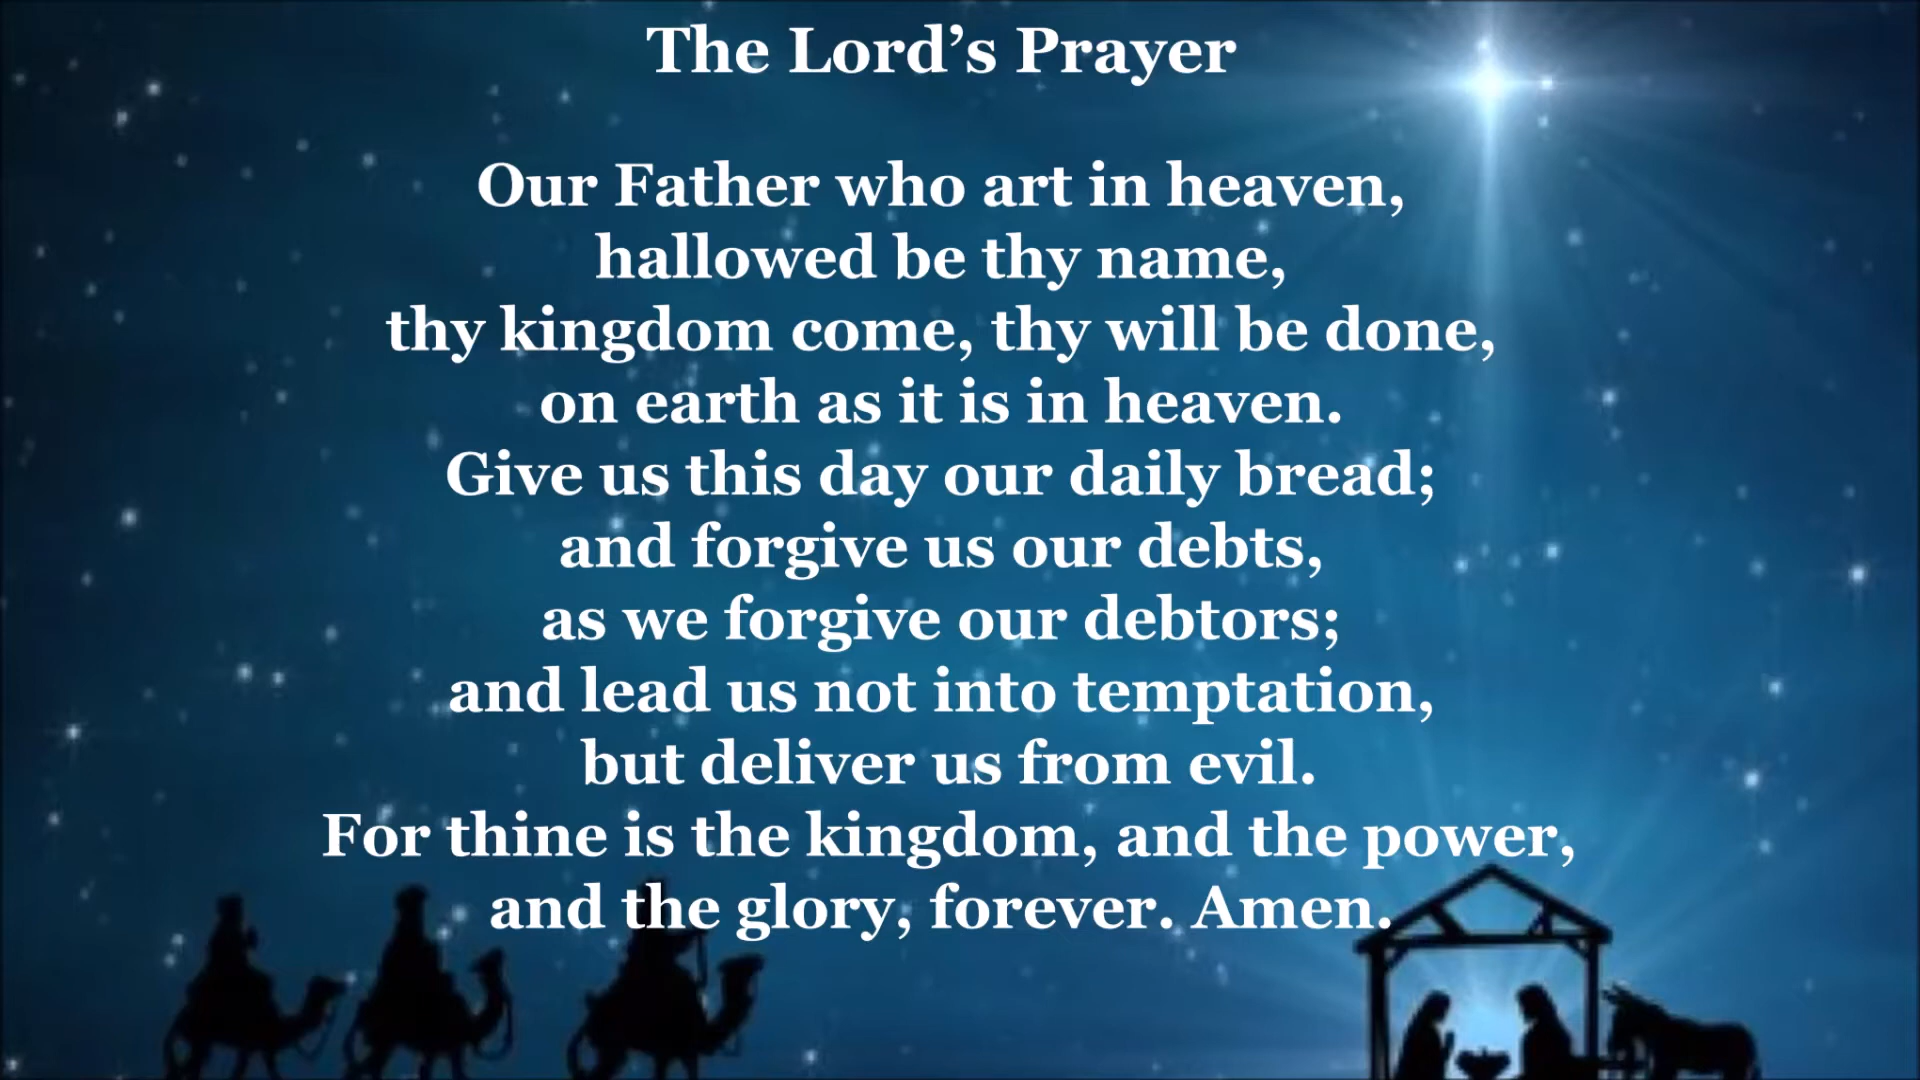 The Lord’s Prayer
Our Father who art in heaven,
hallowed be thy name,
thy kingdom come, thy will be done,
on earth as it is in heaven.
Give us this day our daily bread;
and forgive us our debts,
as we forgive our debtors;
and lead us not into temptation,
but deliver us from evil.
For thine is the kingdom, and the power,
and the glory, forever. Amen.